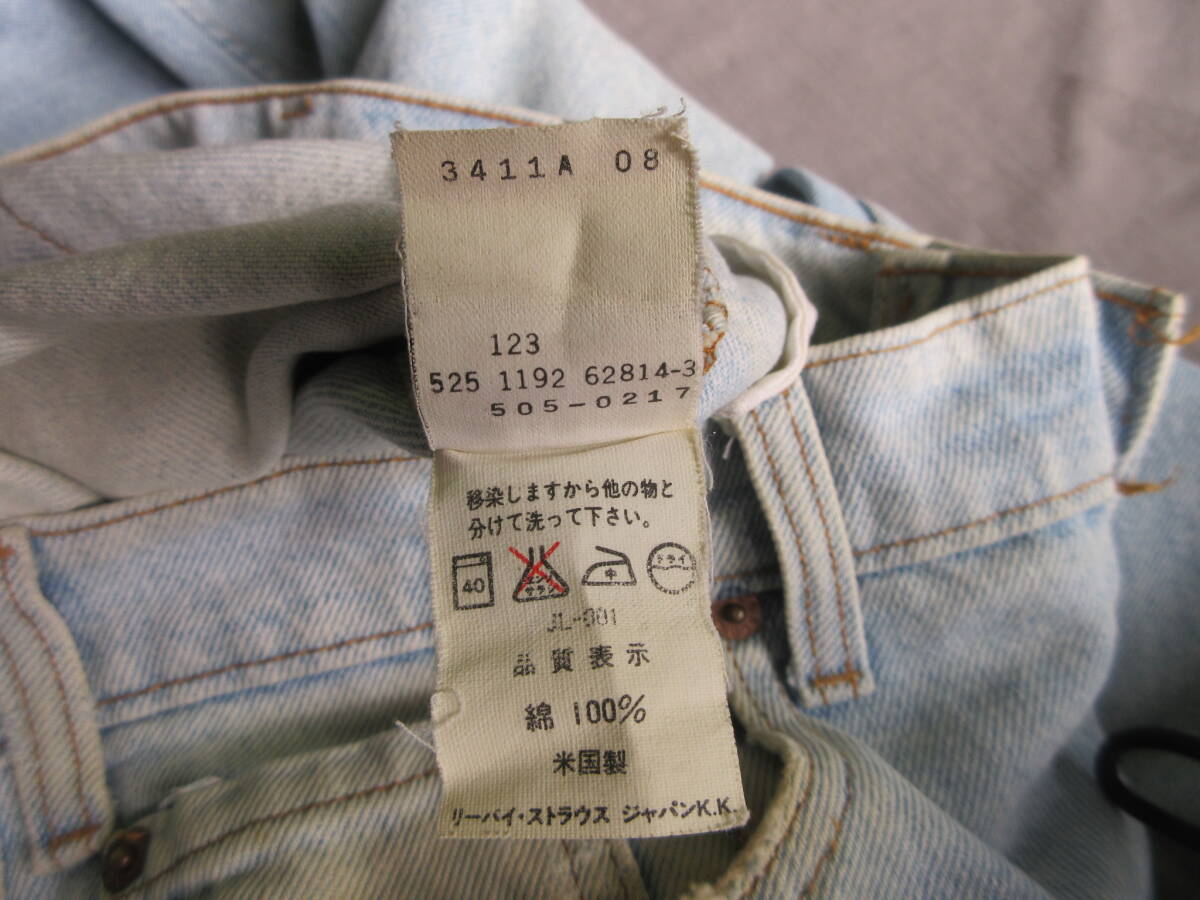 3411A 08
123
525 1192 62814-3
505-0217
移染しますから他の物と
分けて洗って下さい。
40 中 ドライ
JL-001
品質表示
綿 100%
米国製
リーバイ・ストラウス ジャパンK.K.